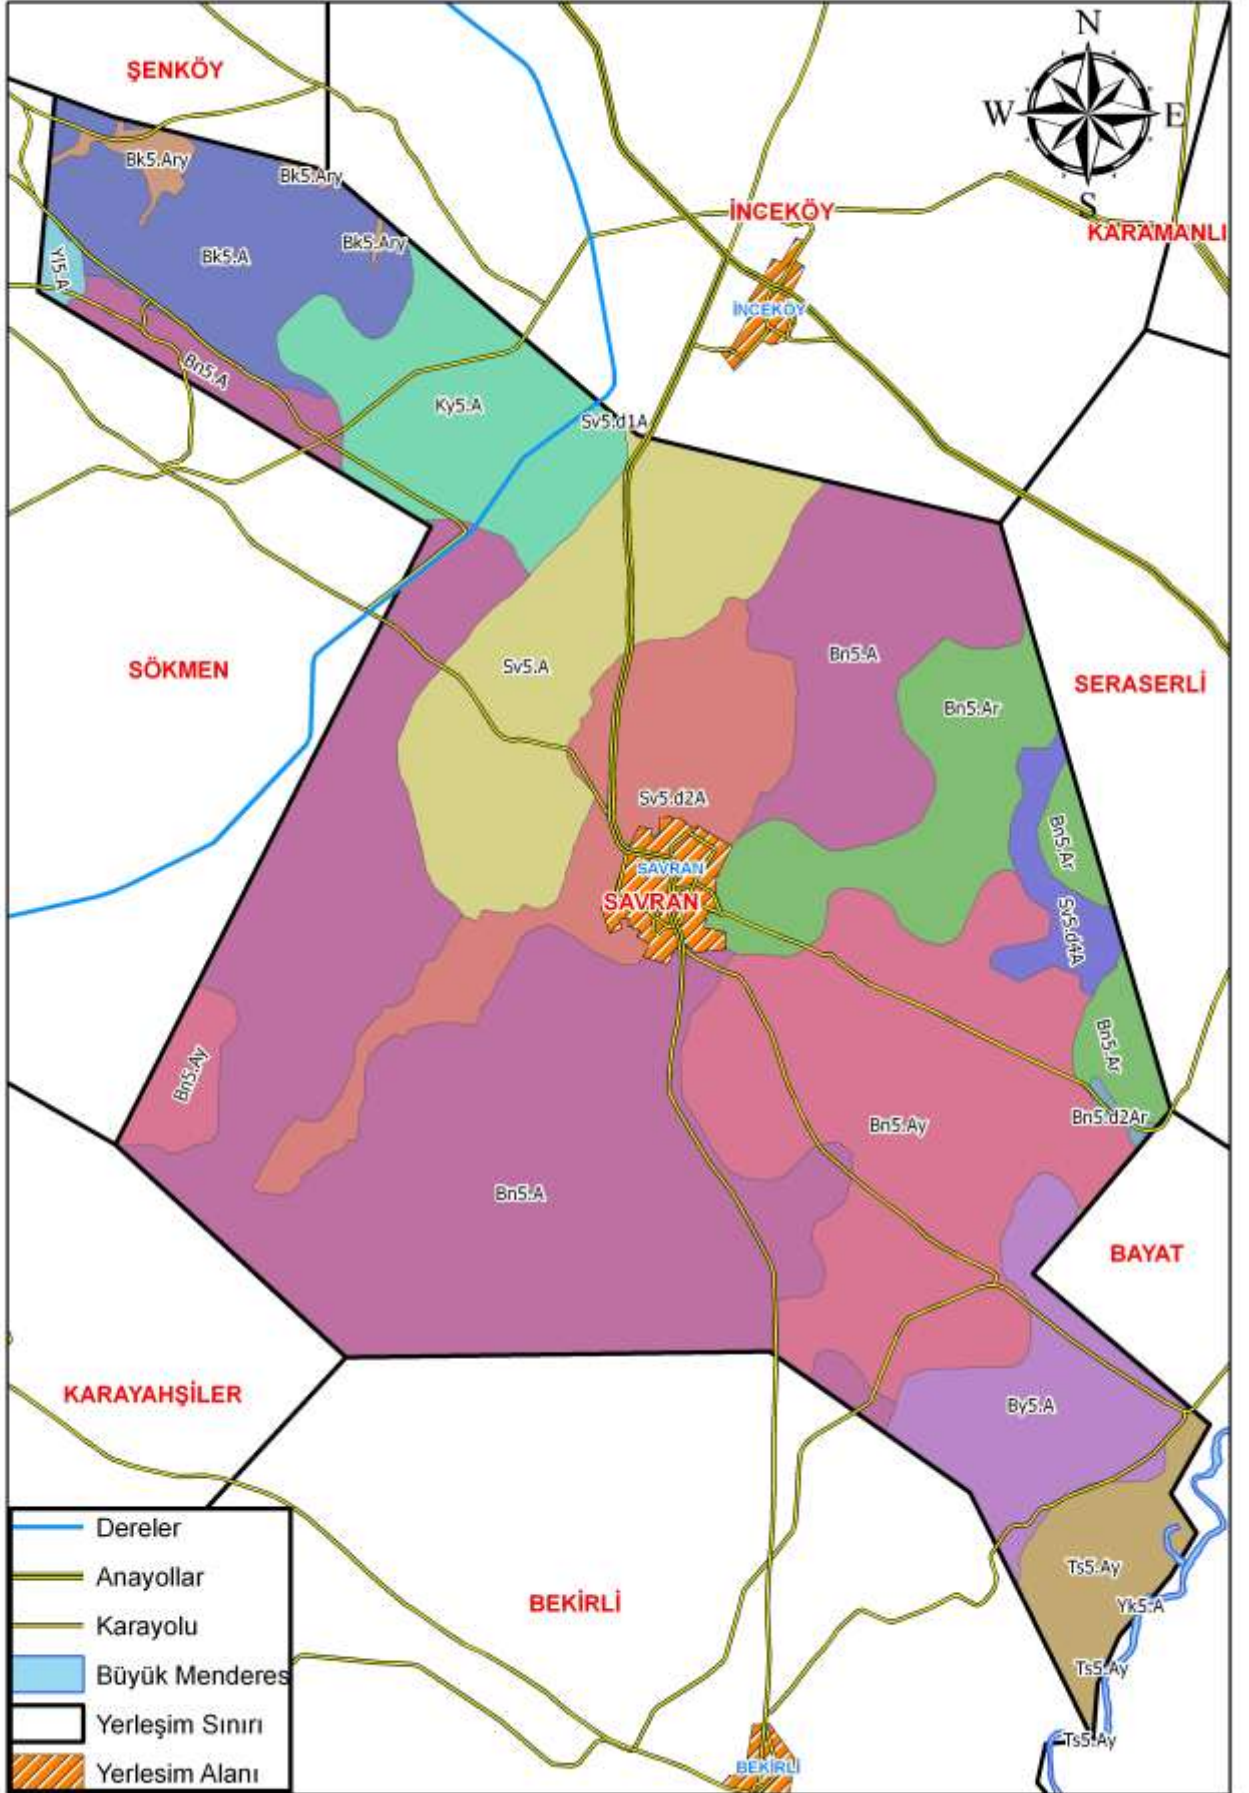 N
ŞENKÖY
W
E
Bk5.Ary
Bk5.Ary
S
İNCEKÖY
KARAMANLI
Bk5.Ary
Bk5.A
Yl5.A
İNCEKÖY
Bn5.A
Ky5.A
Sv5.d1A
SÖKMEN
Sv5.A
Bn5.A
SERASERLİ
Bn5.Ar
Sv5.d2A
Bn5.Ar
SAVRAN
SAVRAN
Sv5.d4A
Bn5.Ar
Bn5.Ay
Bn5.d2Ar
Bn5.Ay
Bn5.A
BAYAT
KARAYAHŞİLER
By5.A
Dereler
Anayollar
Ts5.Ay
BEKİRLİ
Yk5.A
Karayolu
Büyük Menderes
Ts5.Ay
Yerleşim Sınırı
Ts5.Ay
BEKİRLİ
Yerlesim Alanı